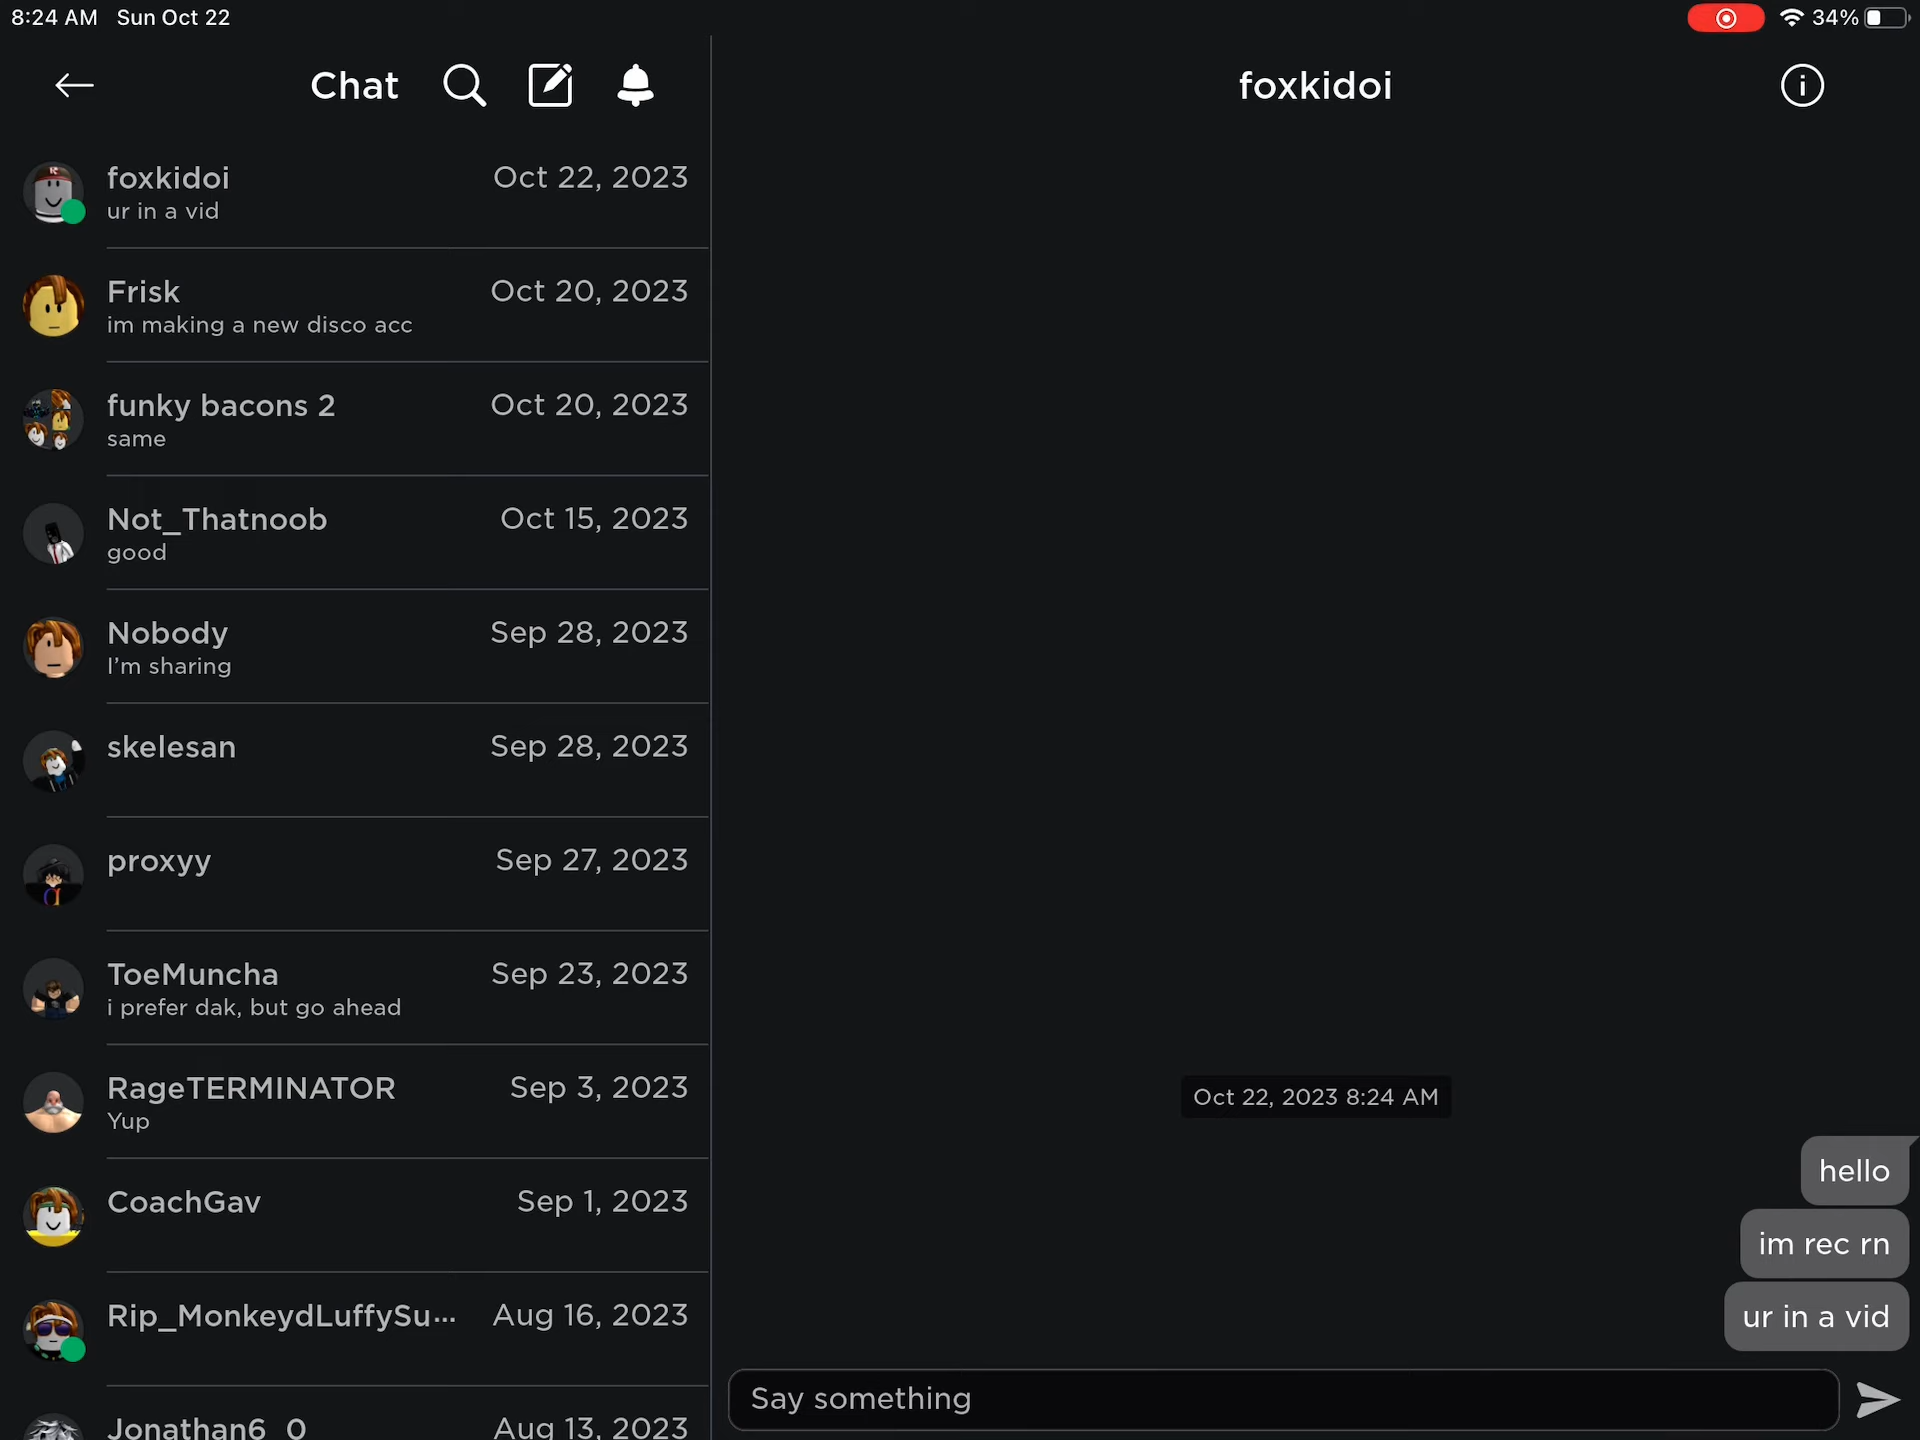 8:24 AM Sun Oct 22
34%
Chat
foxkidoi
Oct 22, 2023
ur in a vid
Frisk
Oct 20, 2023
im making a new disco acc
funky bacons 2
Oct 20, 2023
same
Not_Thatnoob
Oct 15, 2023
good
Nobody
Sep 28, 2023
I’m sharing
skelesan
Sep 28, 2023
proxyy
Sep 27, 2023
ToeMuncha
Sep 23, 2023
i prefer dak, but go ahead
RageTERMINATOR
Sep 3, 2023
Yup
CoachGav
Sep 1, 2023
Rip_MonkeydLuffySu...
Aug 16, 2023
Jonathan6_0
Aug 13, 2023
foxkidoi
Oct 22, 2023 8:24 AM
hello
im rec rn
ur in a vid
Say something